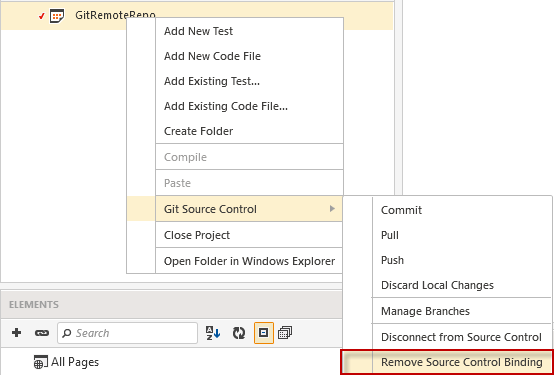 GitRemoteRepo
Add New Test
Add New Code File
Add Existing Test...
Add Existing Code File...
Create Folder
Compile
Paste
Git Source Control
Close Project
Open Folder in Windows Explorer
Commit
Pull
Push
Discard Local Changes
Manage Branches
Disconnect from Source Control
Remove Source Control Binding
ELEMENTS
Search
All Pages